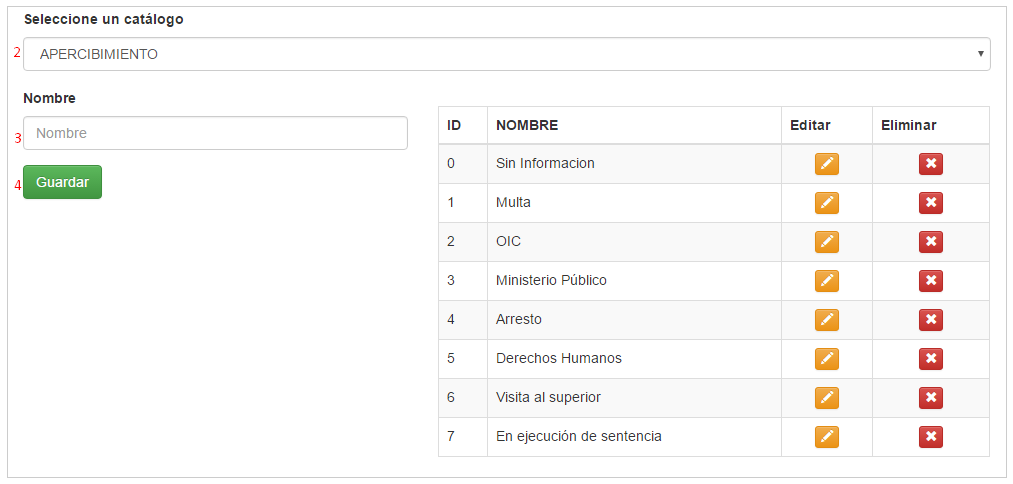 Seleccione un catálogo
2 APERCIBIMIENTO
Nombre
3 Nombre
4 Guardar
ID NOMBRE Editar Eliminar
0 Sin Informacion
1 Multa
2 OIC
3 Ministerio Público
4 Arresto
5 Derechos Humanos
6 Visita al superior
7 En ejecución de sentencia